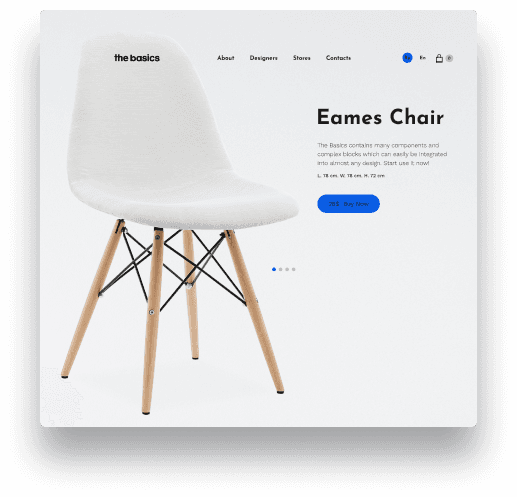 the basics
About Designers Stores Contacts
En
0
Eames Chair
The Basics contains many components and
complex blocks which can easily be integrated
into almost any design. Start use it now!
L. 78 cm. W. 78 cm. H. 72 cm
Buy Now